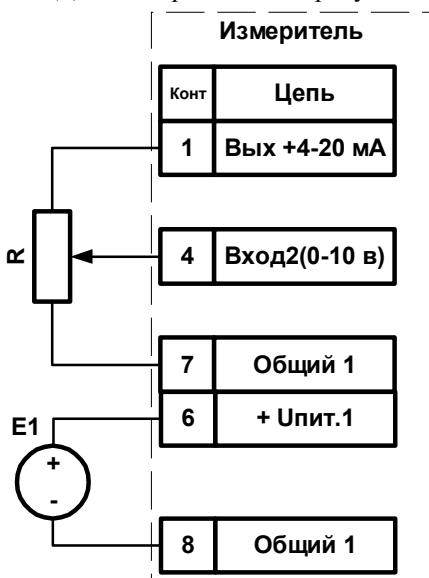 Измеритель
Конт Цепь
1 Вых +4-20 мА
R
4 Вход2(0-10 в)
7 Общий 1
6 + Uпит.1
E1
+
-
8 Общий 1